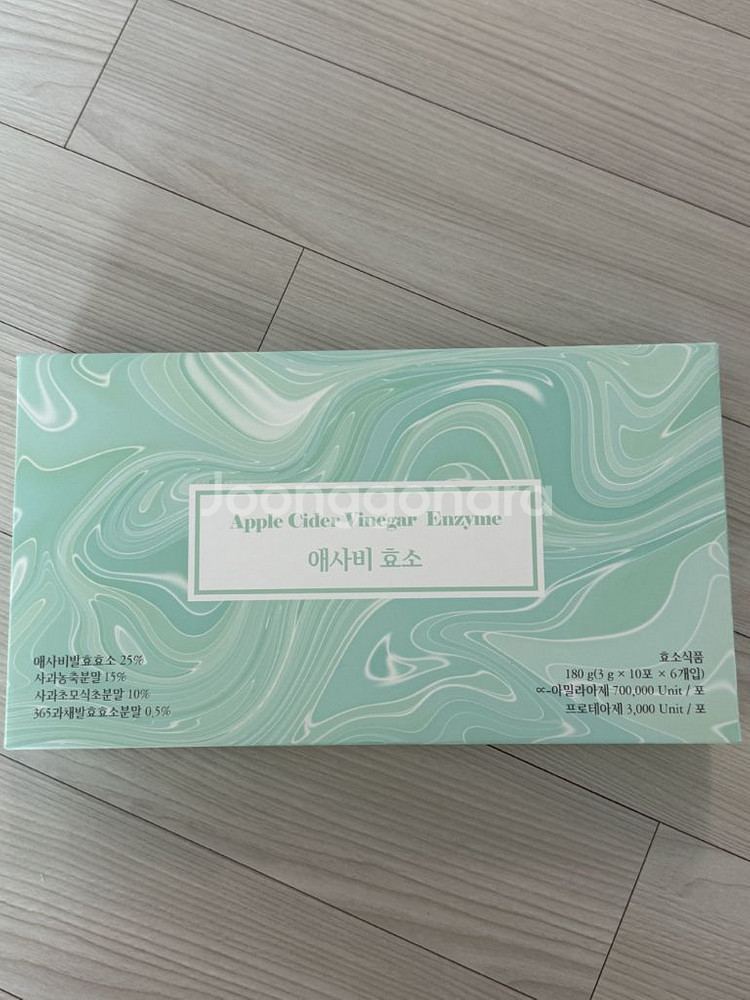 Joonggonara
Apple Cider Vinegar Enzyme
애사비 효소
애사비발효효소 25%
사과농축분말 15%
사과초모식초분말 10%
365과채발효효소분말 0.5%
효소식품
180 g(3 g × 10포 × 6개입)
∝-아밀라아제 700,000 Unit / 포
프로테아제 3,000 Unit / 포